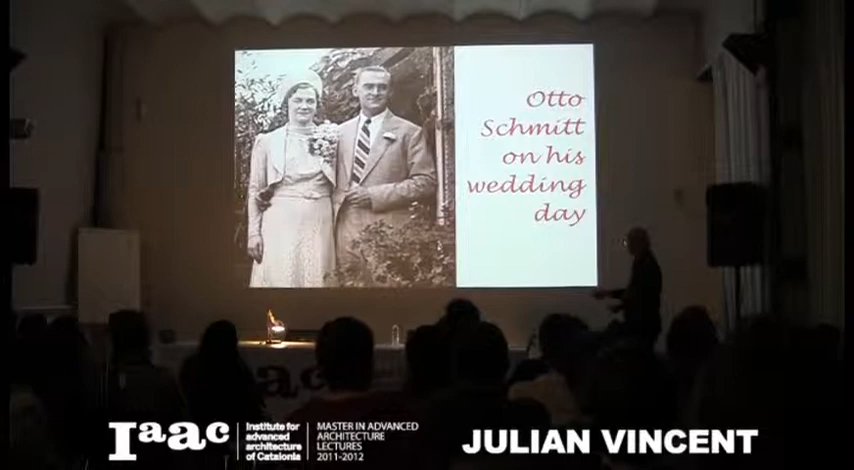 Otto
Schmitt
on his
wedding
day
aac
Iaac
Institute for
advanced
architecture
of Catalonia
MASTER IN ADVANCED
ARCHITECTURE
LECTURES
2011-2012
JULIAN VINCENT